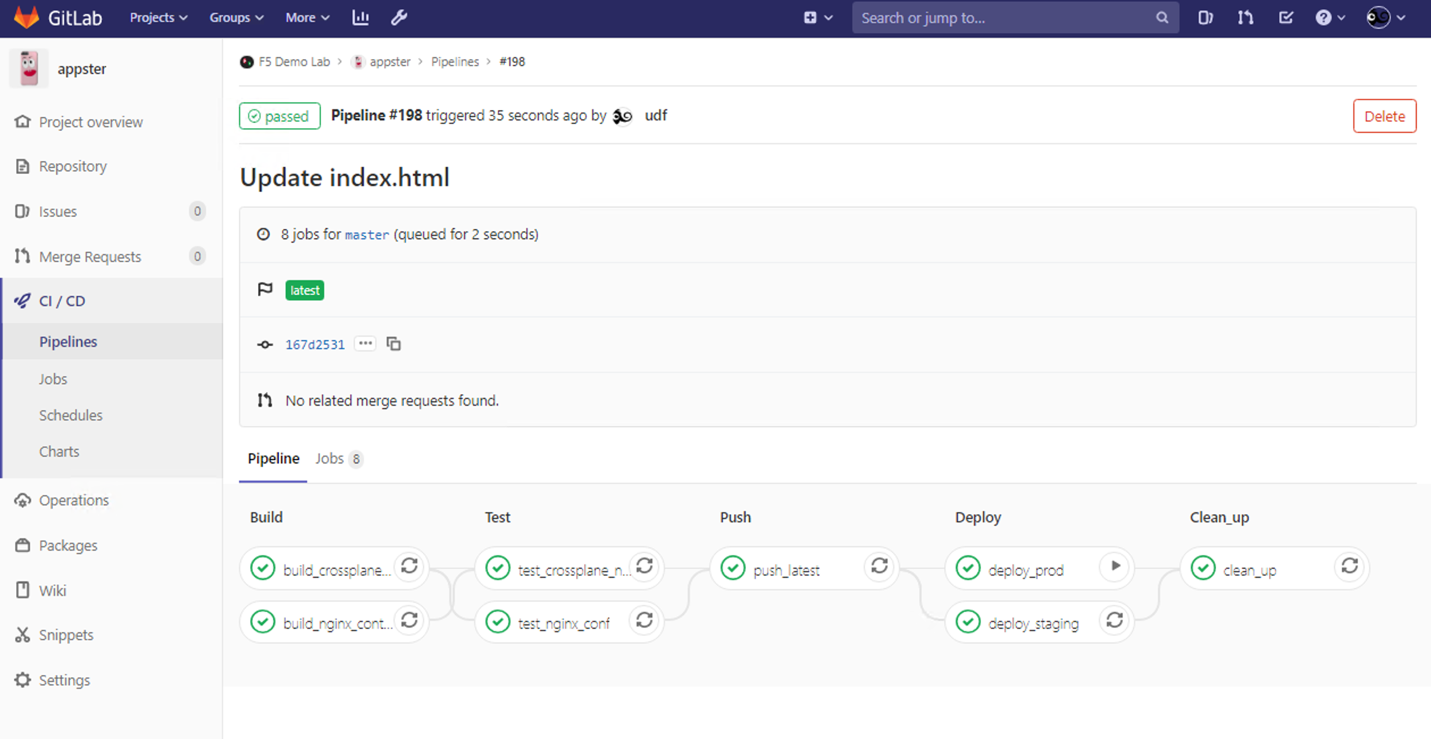 GitLab Projects Groups More Search or jump to...
appster
Project overview
Repository
Issues 0
Merge Requests 0
CI / CD
Pipelines
Jobs
Schedules
Charts
Operations
Packages
Wiki
Snippets
Settings
F5 Demo Lab > appster > Pipelines > #198
passed Pipeline #198 triggered 35 seconds ago by udf Delete
Update index.html
8 jobs for master (queued for 2 seconds)
latest
167d2531 ...
No related merge requests found.
Pipeline Jobs 8
Build Test Push Deploy Clean_up
build_crossplane... test_crossplane_n... push_latest deploy_prod clean_up
build_nginx_cont... test_nginx_conf deploy_staging